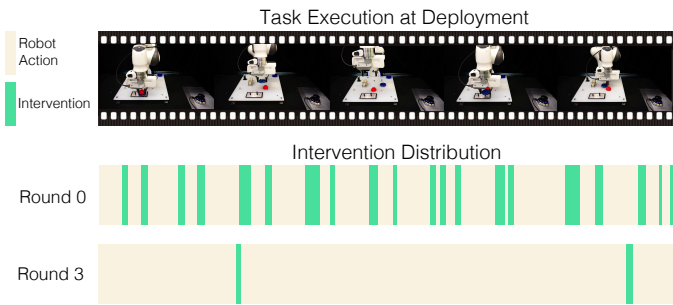 Task Execution at Deployment
Robot
Action
Intervention
Intervention Distribution
Round 0
Round 3